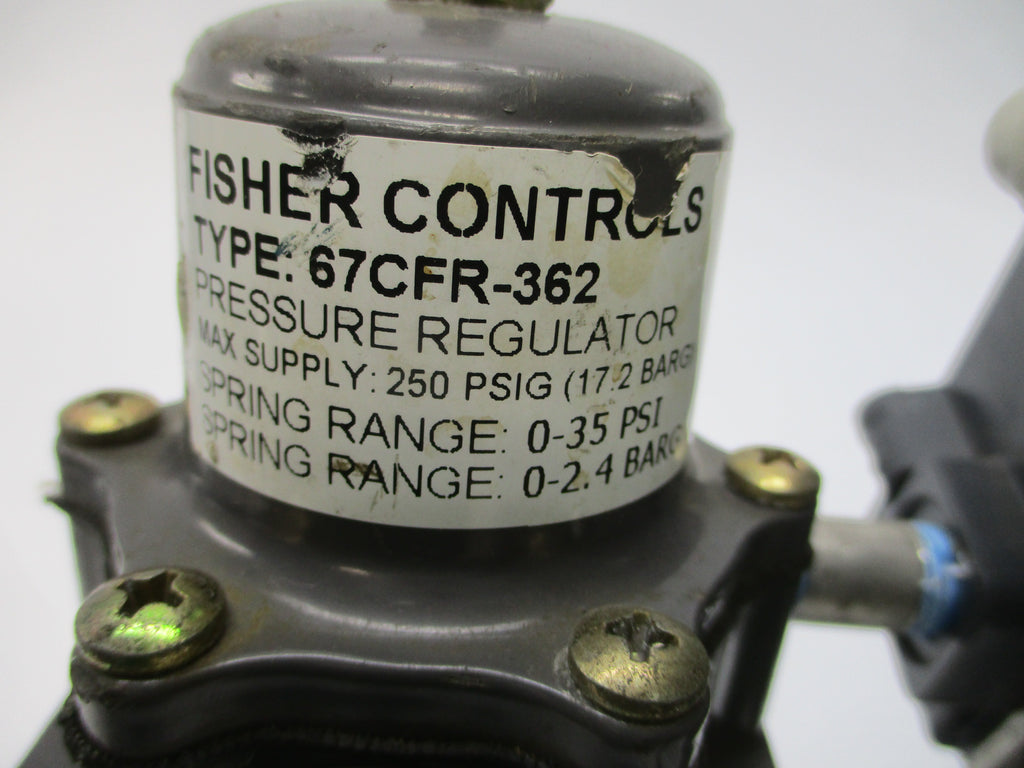 FISHER CONTROLS
TYPE: 67CFR-362
PRESSURE REGULATOR
MAX SUPPLY: 250 PSIG (17.2 BARG)
SPRING RANGE: 0-35 PSI
SPRING RANGE: 0-2.4 BARG